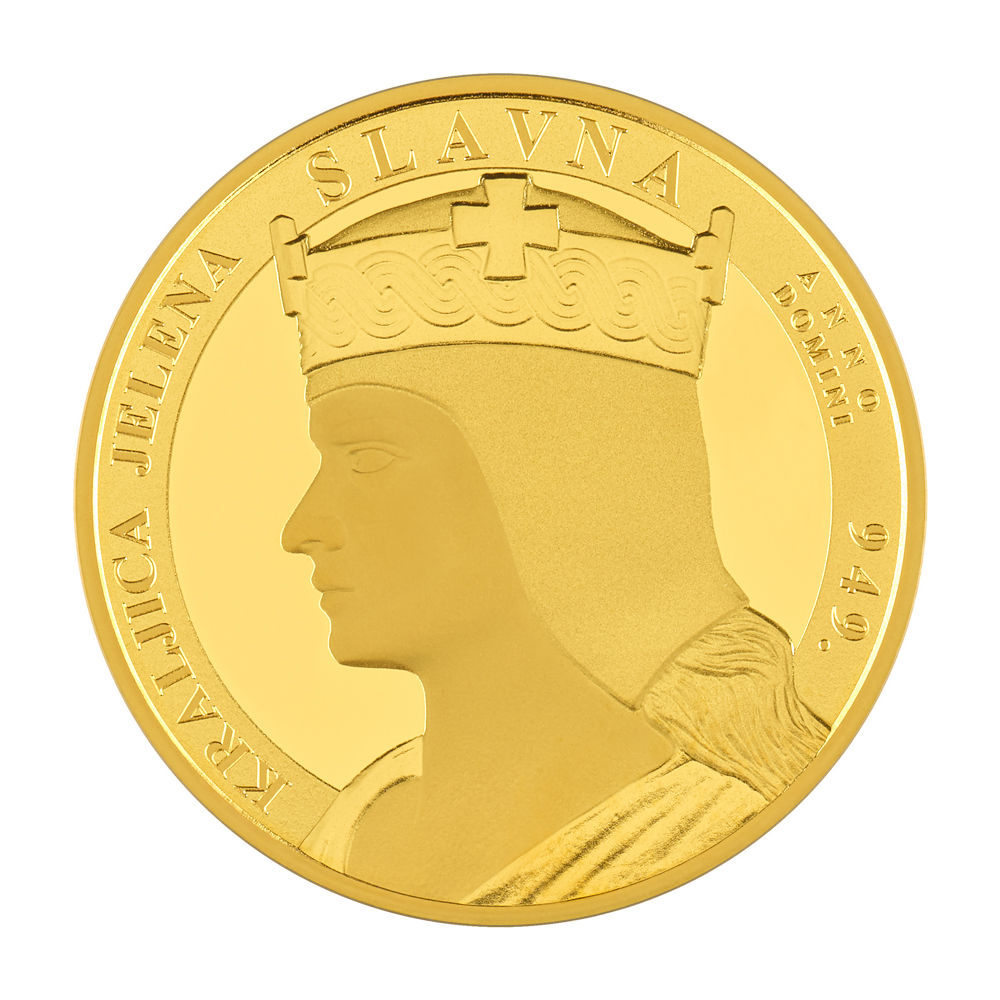 KRALJICA JELENA SLAVNA
ANNO
DOMINI
949.